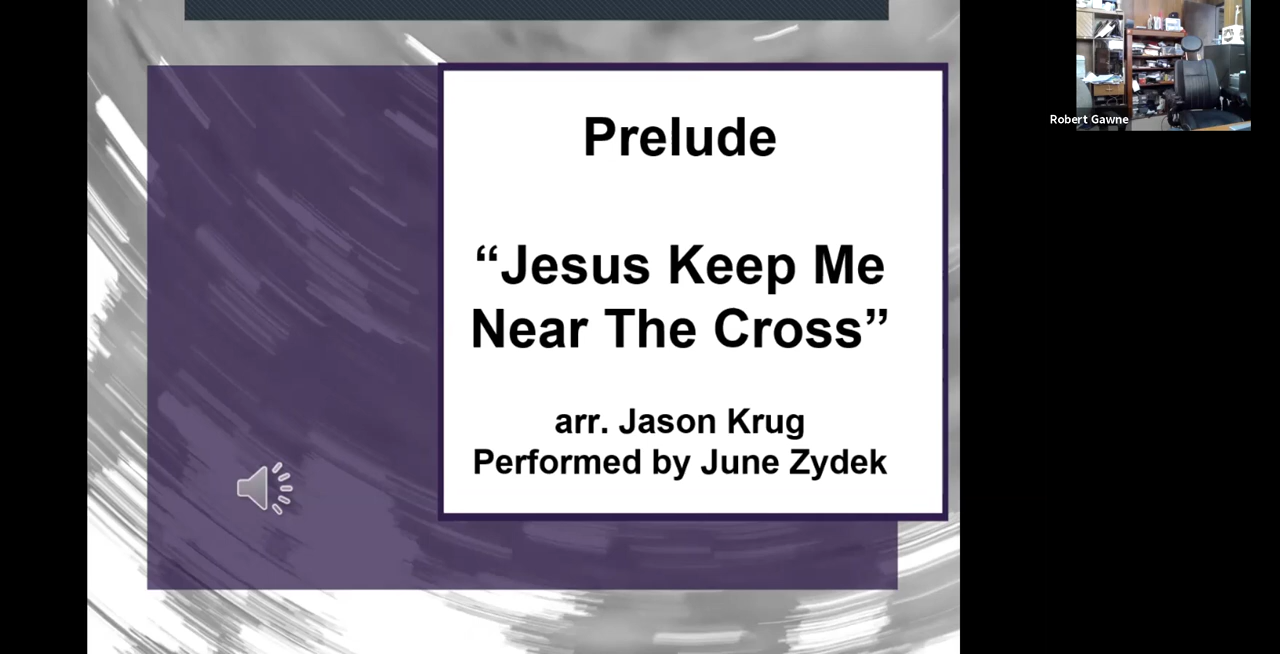 Prelude
“Jesus Keep Me
Near The Cross”
arr. Jason Krug
Performed by June Zydek
Robert Gawne